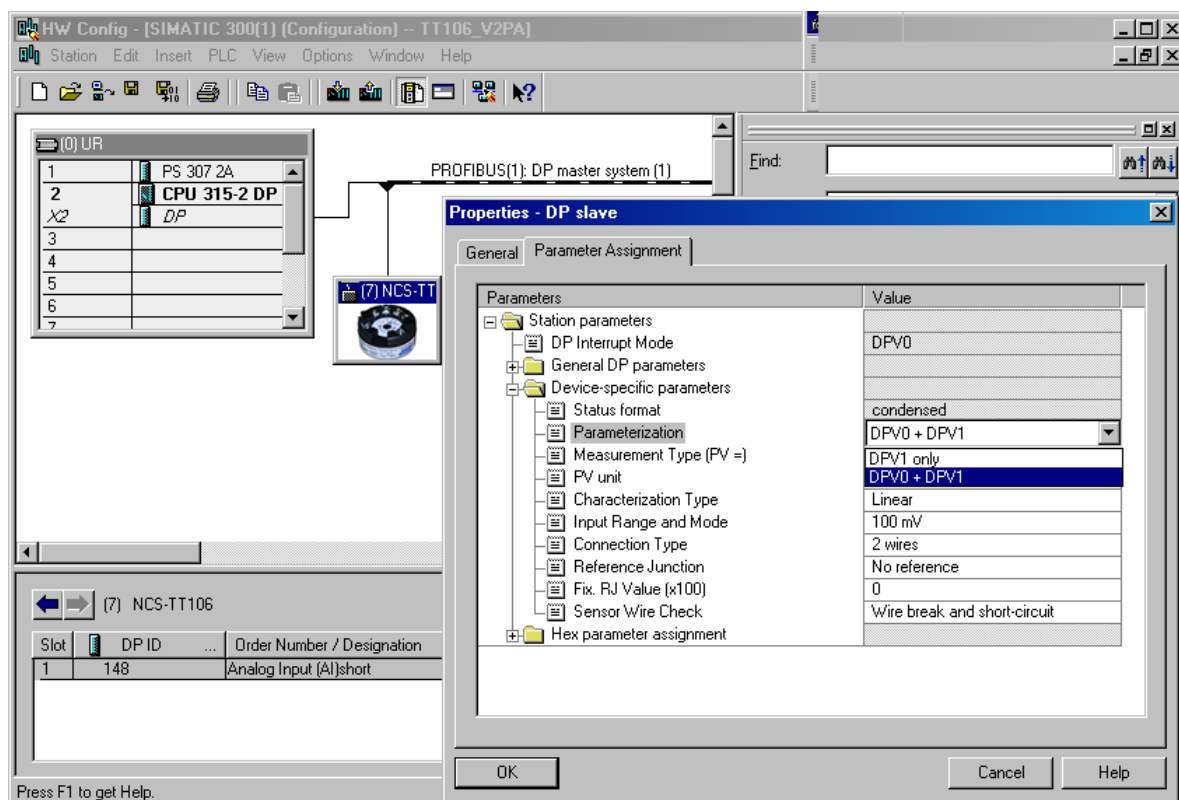 HW Config - [SIMATIC 300(1) (Configuration) -- TT106_V2PA]
Station Edit Insert PLC View Options Window Help
(0) UR
1 PS 307 2A
2 CPU 315-2 DP
X2 DP
3
4
5
6
7
PROFIBUS(1): DP master system (1)
(7) NCS-TT
Find:
Properties - DP slave
General Parameter Assignment
Parameters Value
Station parameters
DP Interrupt Mode DPV0
General DP parameters
Device-specific parameters
Status format condensed
Parameterization DPV0 + DPV1
Measurement Type (PV =) DPV1 only
PV unit DPV0 + DPV1
Characterization Type Linear
Input Range and Mode 100 mV
Connection Type 2 wires
Reference Junction No reference
Fix. RJ Value (x100) 0
Sensor Wire Check Wire break and short-circuit
Hex parameter assignment
OK Cancel Help
(7) NCS-TT106
Slot DP ID ... Order Number / Designation
1 148 Analog Input (AI)short
Press F1 to get Help.